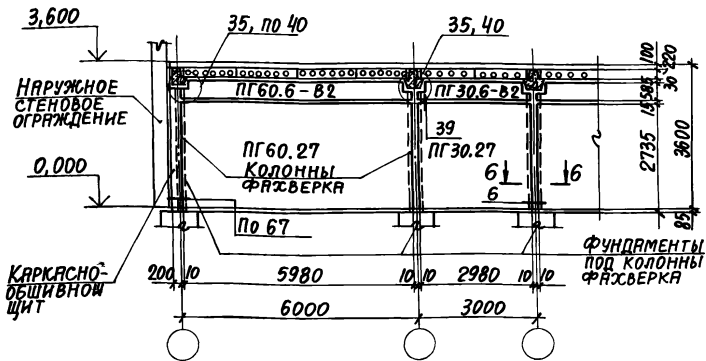 3,600
35, ПО 40
35, 40
100
220
30
585
15
2735
3600
85
НАРУЖНОЕ
СТЕНОВОЕ
ОГРАЖДЕНИЕ
ПГ60.6-В2
ПГ30.6-В2
39
ПГ60.27
ПГ30.27
КОЛОННЫ
ФАХВЕРКА
0,000
6
6
6
ПО 67
ФУНДАМЕНТЫ
ПОД КОЛОННЫ
ФАХВЕРКА
КАРКАСНО-
ОБШИВНОЙ
ЩИТ
200
10
5980
10
10
2980
10
10
6000
3000